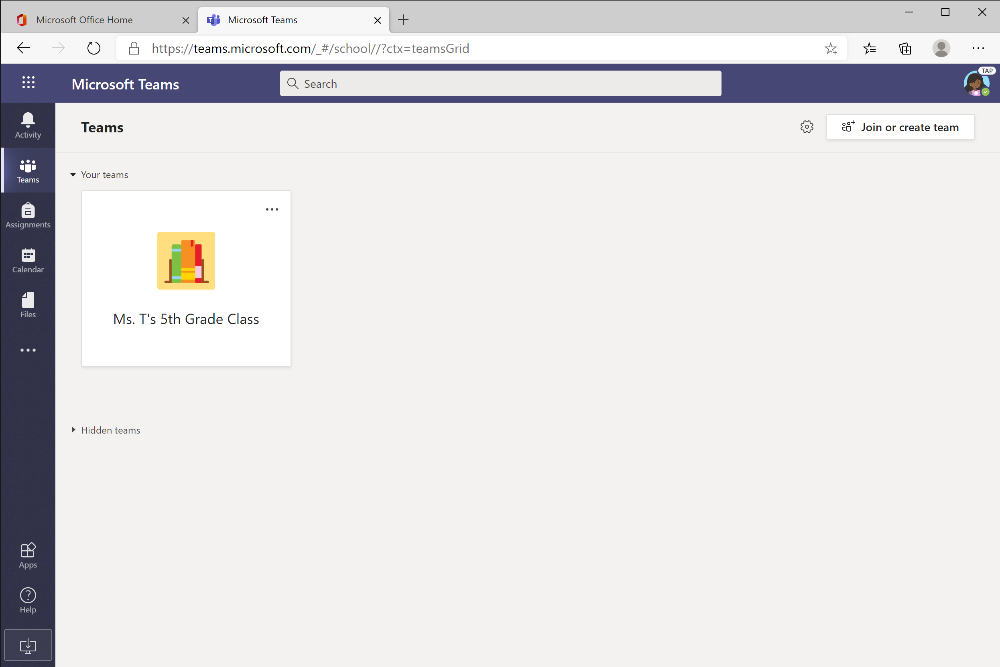 Microsoft Office Home
Microsoft Teams
https://teams.microsoft.com/_#/school//?ctx=teamsGrid
Microsoft Teams
Search
TAP
Activity
Teams
Assignments
Calendar
Files
Apps
Help
Teams
Join or create team
Your teams
Ms. T's 5th Grade Class
Hidden teams